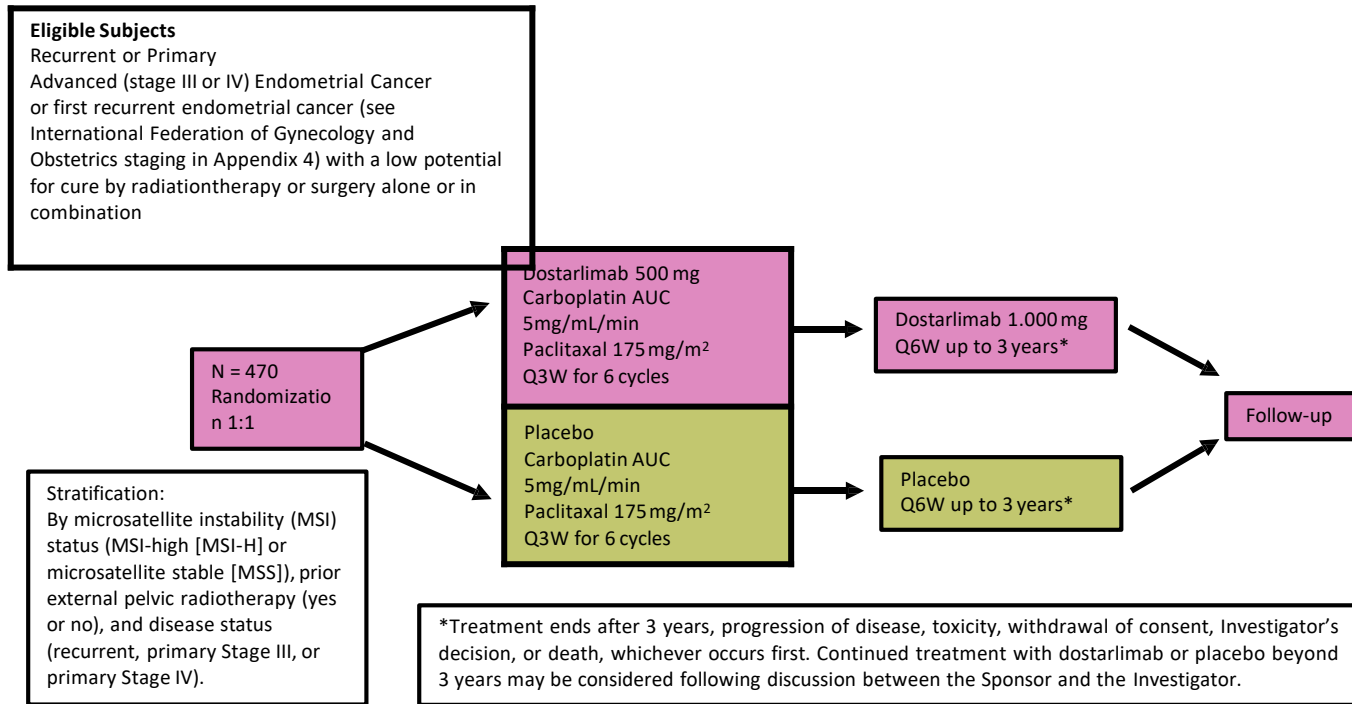 Eligible Subjects
Recurrent or Primary
Advanced (stage III or IV) Endometrial Cancer
or first recurrent endometrial cancer (see
International Federation of Gynecology and
Obstetrics staging in Appendix 4) with a low potential
for cure by radiationtherapy or surgery alone or in
combination
N = 470
Randomizatio
n 1:1
Stratification:
By microsatellite instability (MSI)
status (MSI-high [MSI-H] or
microsatellite stable [MSS]), prior
external pelvic radiotherapy (yes
or no), and disease status
(recurrent, primary Stage III, or
primary Stage IV).
Dostarlimab 500 mg
Carboplatin AUC
5mg/mL/min
Paclitaxal 175 mg/m²
Q3W for 6 cycles
Placebo
Carboplatin AUC
5mg/mL/min
Paclitaxal 175 mg/m²
Q3W for 6 cycles
Dostarlimab 1.000 mg
Q6W up to 3 years*
Placebo
Q6W up to 3 years*
Follow-up
*Treatment ends after 3 years, progression of disease, toxicity, withdrawal of consent, Investigator's
decision, or death, whichever occurs first. Continued treatment with dostarlimab or placebo beyond
3 years may be considered following discussion between the Sponsor and the Investigator.